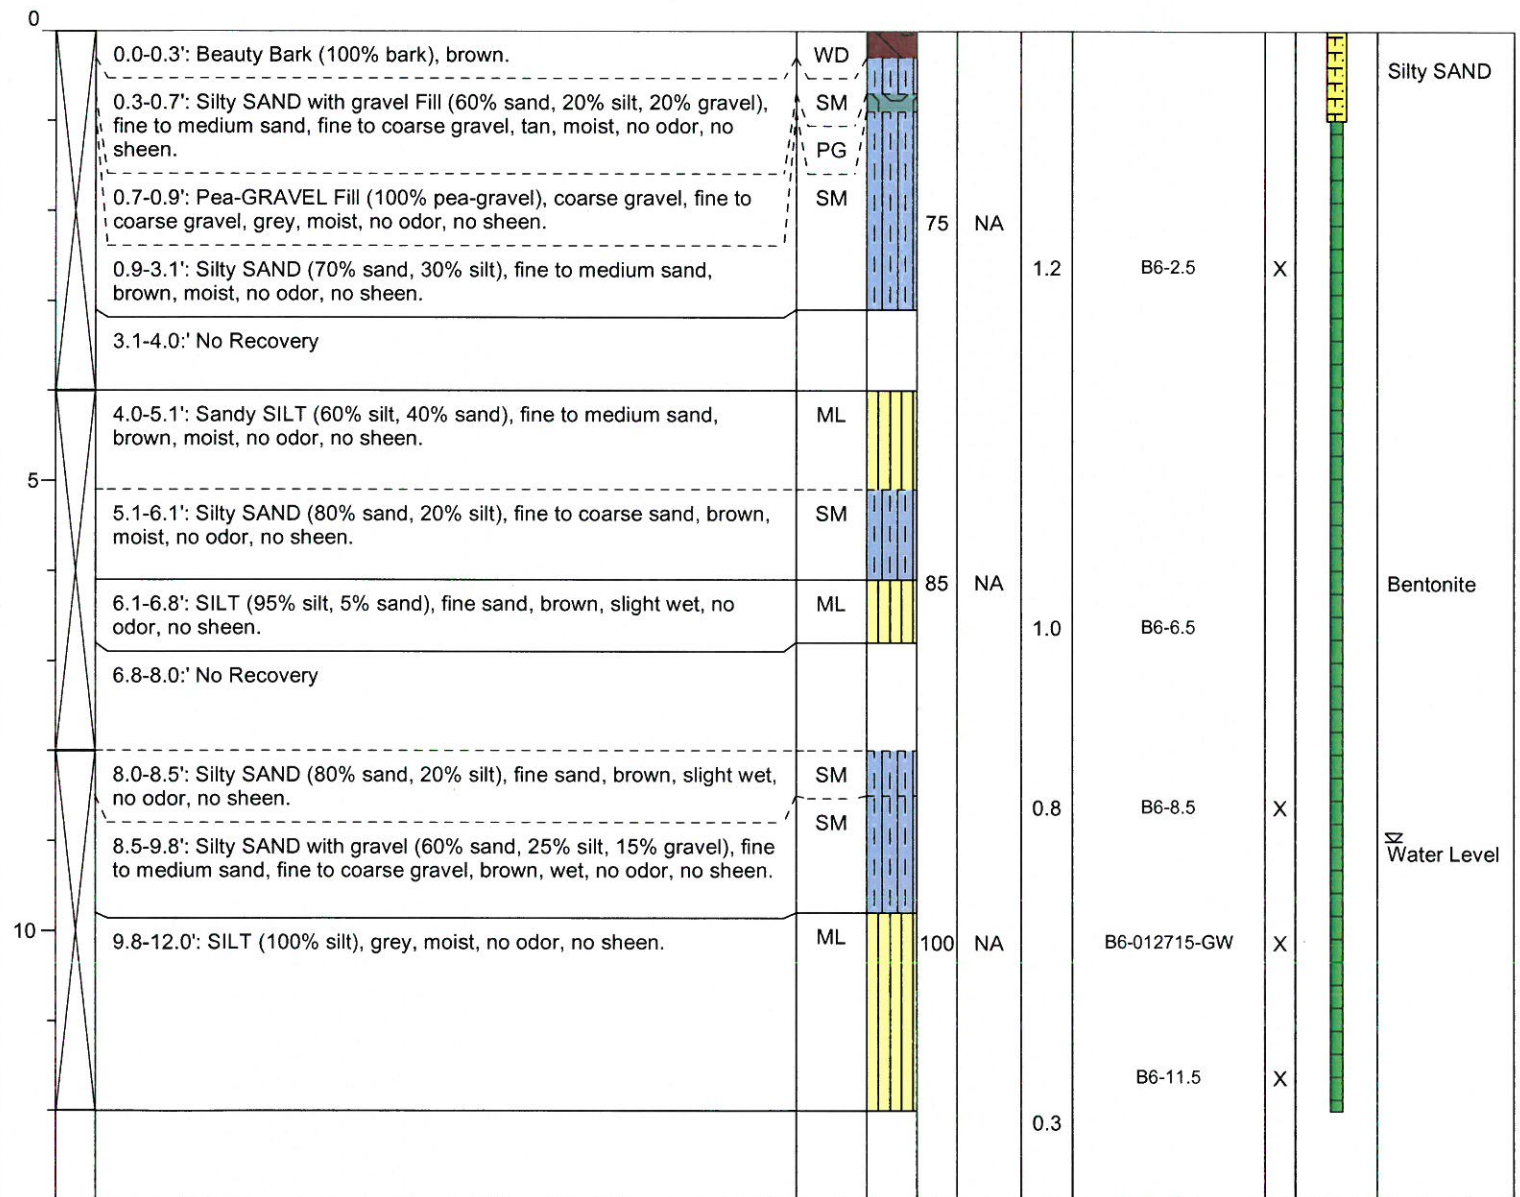 0
0.0-0.3': Beauty Bark (100% bark), brown.
WD
Silty SAND
0.3-0.7': Silty SAND with gravel Fill (60% sand, 20% silt, 20% gravel),
fine to medium sand, fine to coarse gravel, tan, moist, no odor, no
sheen.
SM
PG
0.7-0.9': Pea-GRAVEL Fill (100% pea-gravel), coarse gravel, fine to
coarse gravel, grey, moist, no odor, no sheen.
SM
75
NA
0.9-3.1': Silty SAND (70% sand, 30% silt), fine to medium sand,
brown, moist, no odor, no sheen.
1.2
B6-2.5
X
3.1-4.0:' No Recovery
4.0-5.1': Sandy SILT (60% silt, 40% sand), fine to medium sand,
brown, moist, no odor, no sheen.
ML
5
5.1-6.1': Silty SAND (80% sand, 20% silt), fine to coarse sand, brown,
moist, no odor, no sheen.
SM
85
NA
Bentonite
6.1-6.8': SILT (95% silt, 5% sand), fine sand, brown, slight wet, no
odor, no sheen.
ML
1.0
B6-6.5
6.8-8.0:' No Recovery
8.0-8.5': Silty SAND (80% sand, 20% silt), fine sand, brown, slight wet,
no odor, no sheen.
SM
0.8
B6-8.5
X
SM
8.5-9.8': Silty SAND with gravel (60% sand, 25% silt, 15% gravel), fine
to medium sand, fine to coarse gravel, brown, wet, no odor, no sheen.
Water Level
10
9.8-12.0': SILT (100% silt), grey, moist, no odor, no sheen.
ML
100
NA
B6-012715-GW
X
B6-11.5
X
0.3